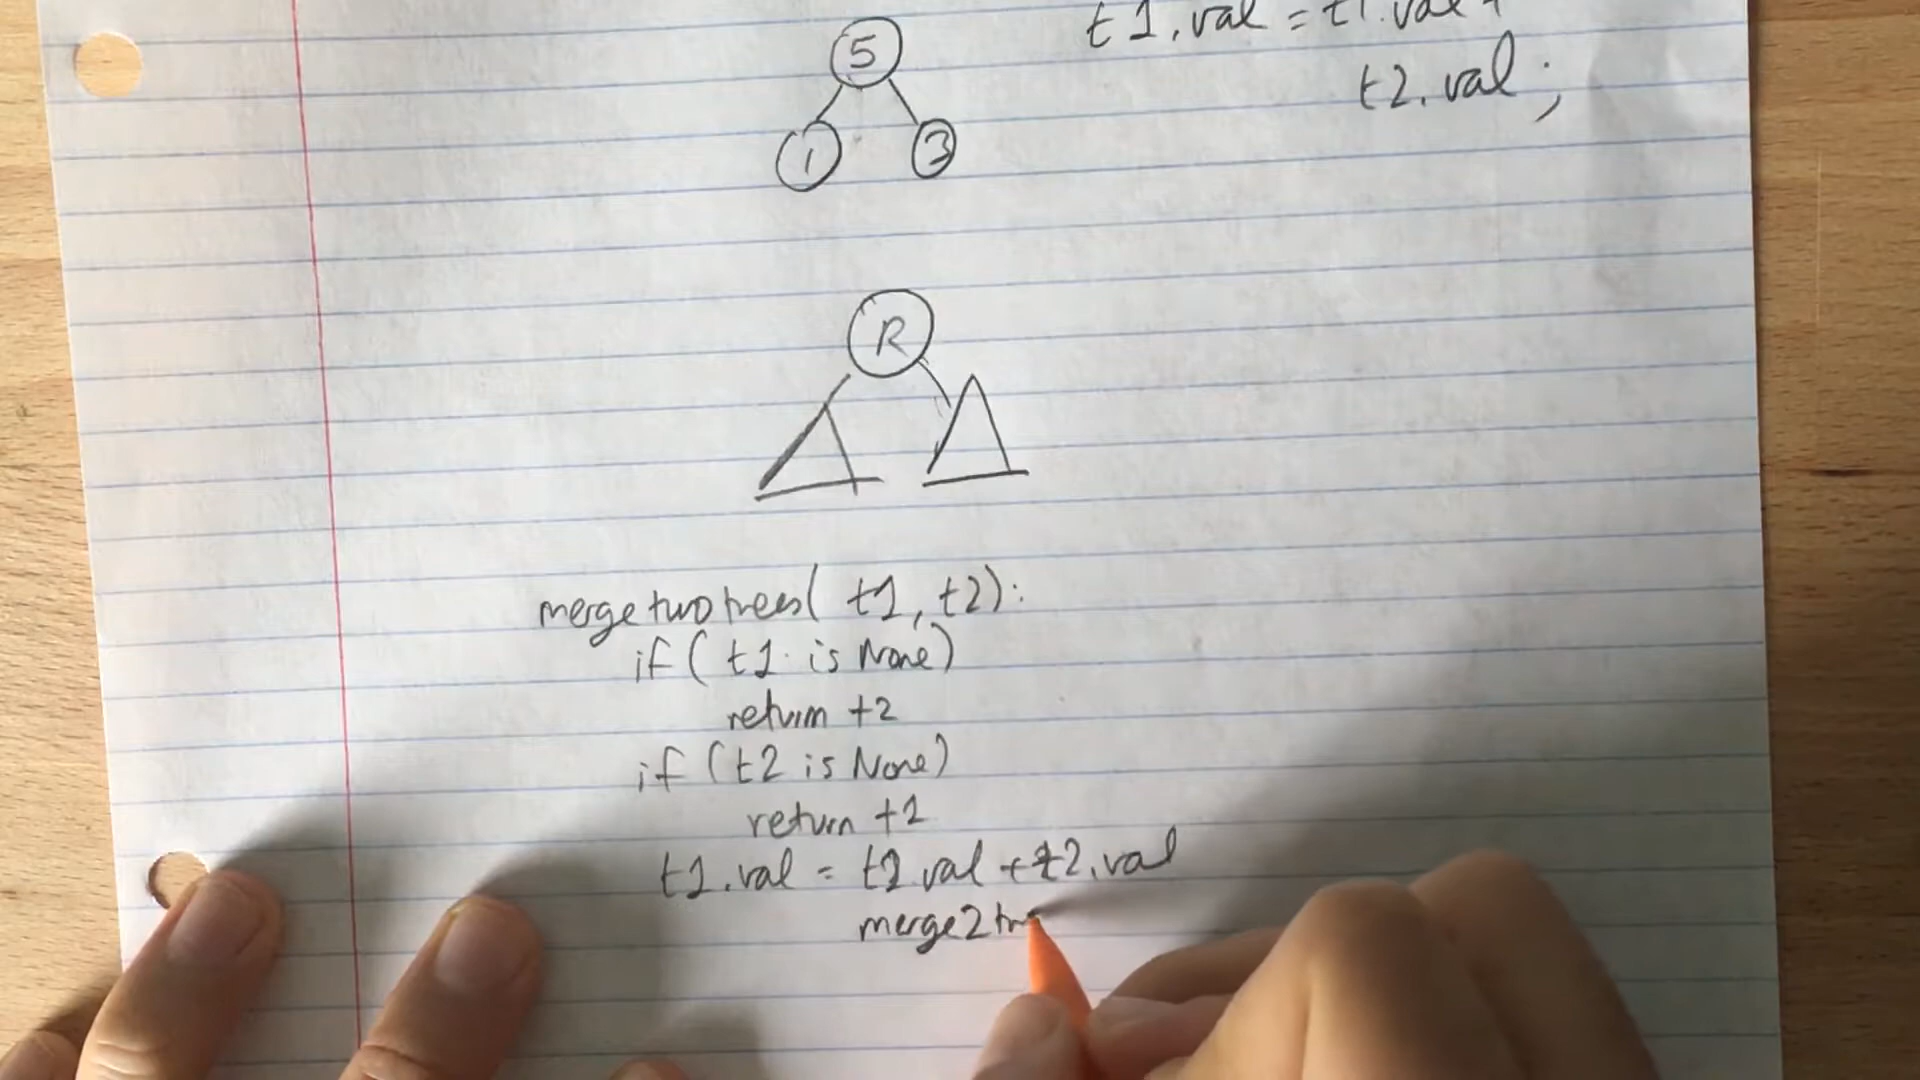 5
t1.val = t1.val +
t2.val;
1
3
R
mergetwotrees( t1, t2):
if( t1 is None)
return t2
if (t2 is None)
return t1
t1.val = t1.val + t2.val
merge2tr